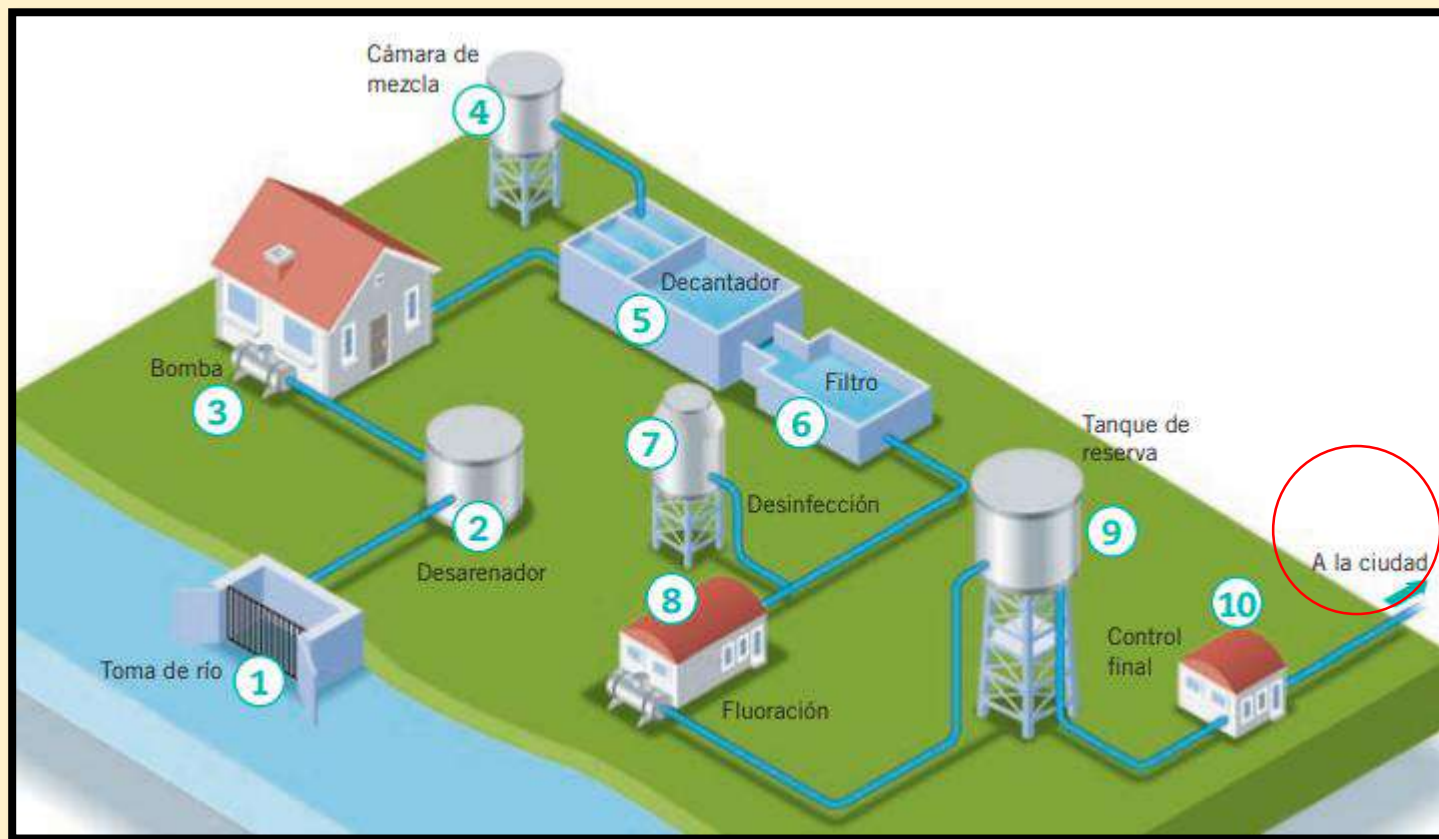 Cámara de
mezcla
4
Decantador
5
Bomba
3
Filtro
6
7
Tanque de
reserva
Desinfección
9
2
Desarenador
A la ciudad
8
10
Control
final
Toma de río
1
Fluoración